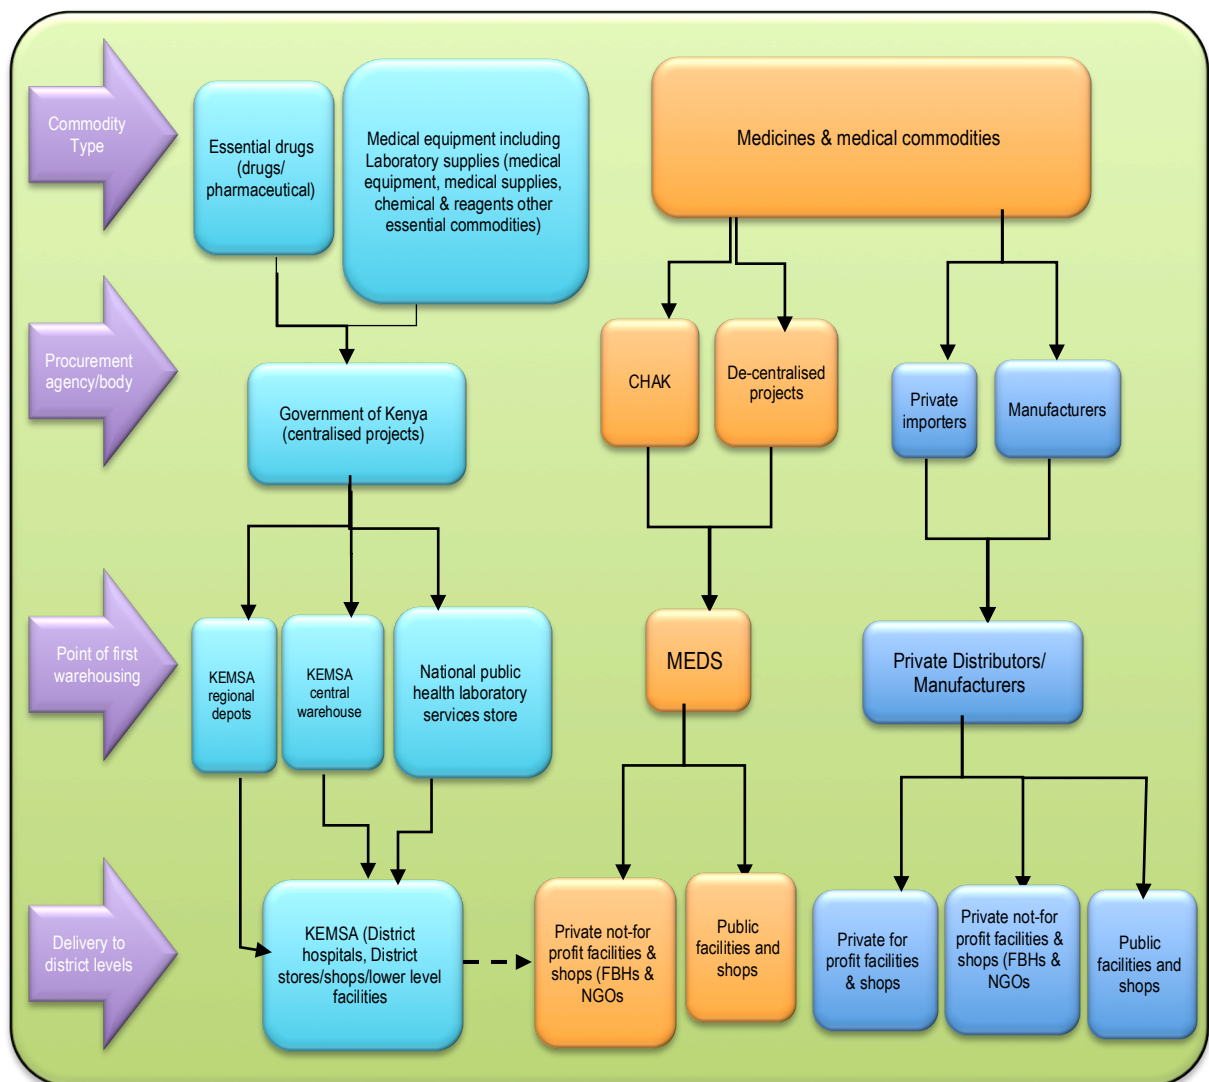 Commodity
Type
Essential drugs
(drugs/
pharmaceutical)
Medical equipment including
Laboratory supplies (medical
equipment, medical supplies,
chemical & reagents other
essential commodities)
Medicines & medical commodities
Procurement
agency/body
Government of Kenya
(centralised projects)
CHAK
De-centralised
projects
Private
importers
Manufacturers
Point of first
warehousing
KEMSA
regional
depots
KEMSA
central
warehouse
National public
health laboratory
services store
MEDS
Private Distributors/
Manufacturers
Delivery to
district levels
KEMSA (District
hospitals, District
stores/shops/lower level
facilities
Private not-for
profit facilities &
shops (FBHs &
NGOs
Public
facilities and
shops
Private for
profit facilities
& shops
Private not-for
profit facilities &
shops (FBHs &
NGOs
Public
facilities and
shops